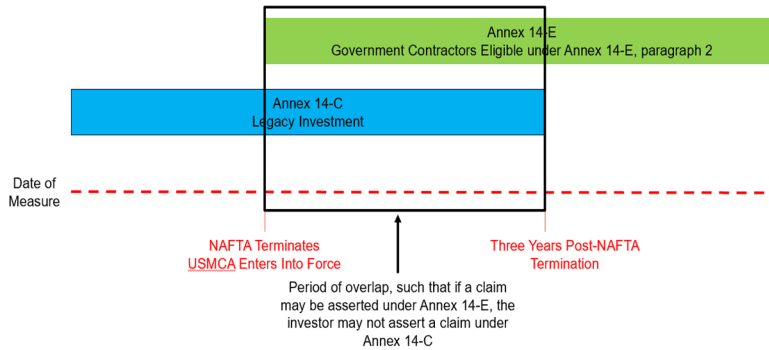 Annex 14-E
Government Contractors Eligible under Annex 14-E, paragraph 2
Annex 14-C
Legacy Investment
Date of
Measure
NAFTA Terminates
USMCA Enters Into Force
Three Years Post-NAFTA
Termination
Period of overlap, such that if a claim
may be asserted under Annex 14-E, the
investor may not assert a claim under
Annex 14-C